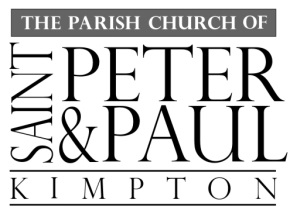 THE PARISH CHURCH OF
SAINT PETER
&PAUL
KIMPTON